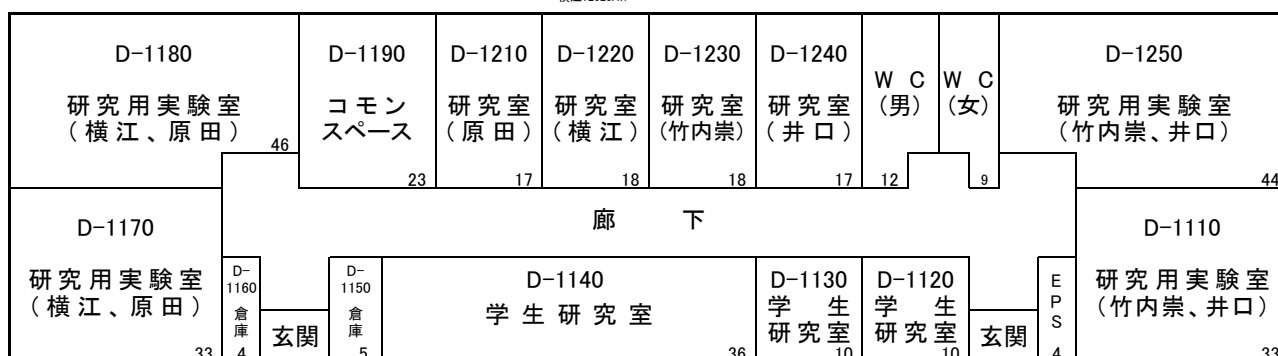 D-1180
研究用実験室
(横江、原田)
46
D-1190
コモン
スペース
23
D-1210
研究室
(原田)
17
D-1220
研究室
(横江)
18
D-1230
研究室
(竹内崇)
18
D-1240
研究室
(井口)
17
WC
(男)
12
WC
(女)
9
D-1250
研究用実験室
(竹内崇、井口)
44
廊下
D-1170
研究用実験室
(横江、原田)
33
D-
1160
倉
庫
4
玄関
D-
1150
倉
庫
5
D-1140
学生研究室
36
D-1130
学生
研究室
10
D-1120
学生
研究室
10
玄関
E
P
S
4
D-1110
研究用実験室
(竹内崇、井口)
33